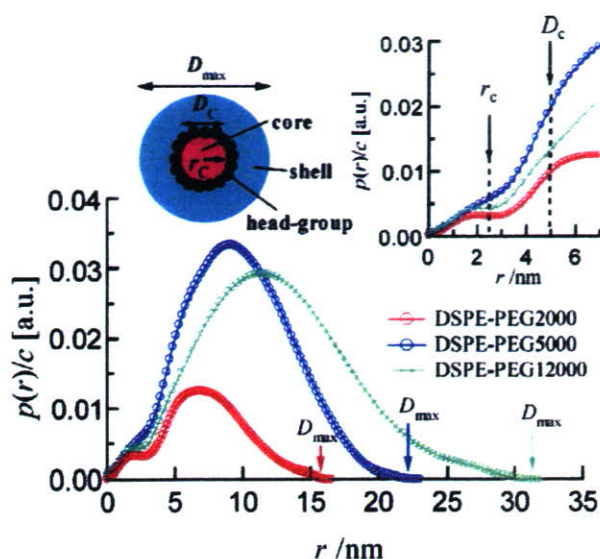 D_max
D_C
core
r_C
shell
head-group
p(r)/c [a.u.]
0.04
0.03
0.02
0.01
0.00
0 5 10 15 20 25 30 35
r /nm
D_max
D_max
D_max
p(r)/c [a.u.]
0.03
0.02
0.01
0.00
0 2 4 6
r /nm
r_c
D_c
DSPE-PEG2000
DSPE-PEG5000
DSPE-PEG12000